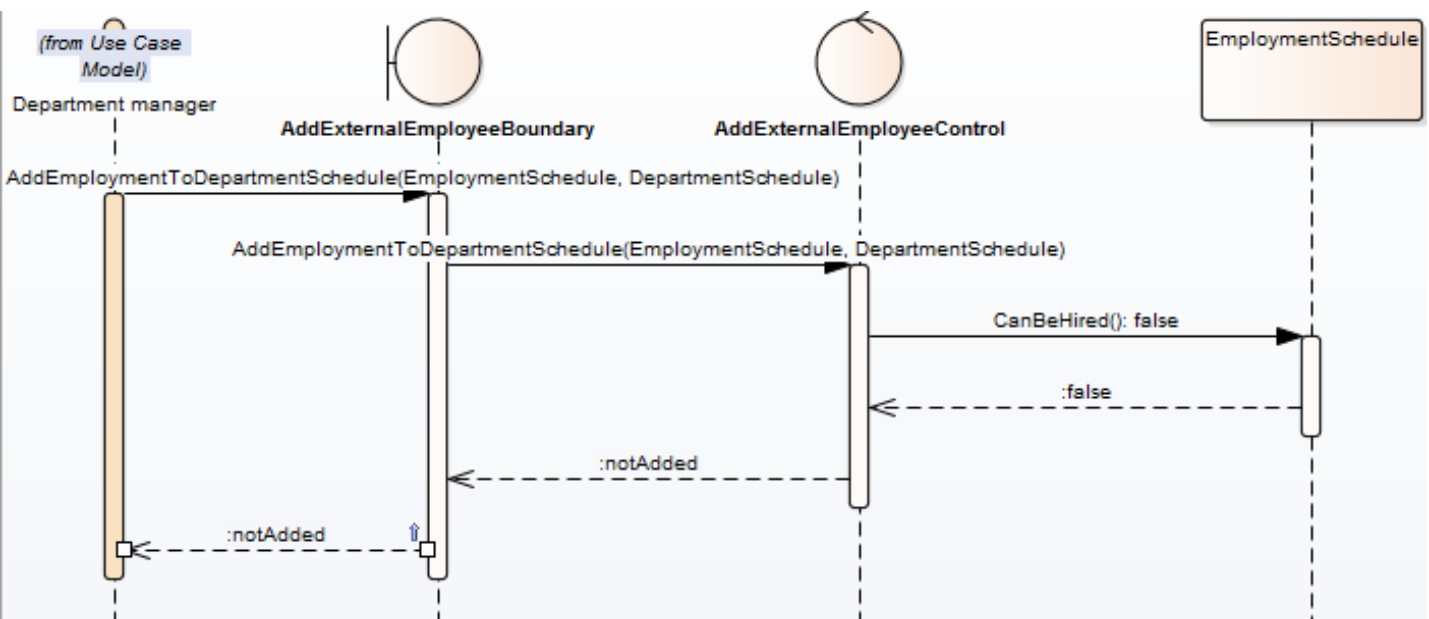 (from Use Case
Model)
Department manager
AddExternalEmployeeBoundary
AddExternalEmployeeControl
EmploymentSchedule
AddEmploymentToDepartmentSchedule(EmploymentSchedule, DepartmentSchedule)
AddEmploymentToDepartmentSchedule(EmploymentSchedule, DepartmentSchedule)
CanBeHired(): false
:false
:notAdded
:notAdded